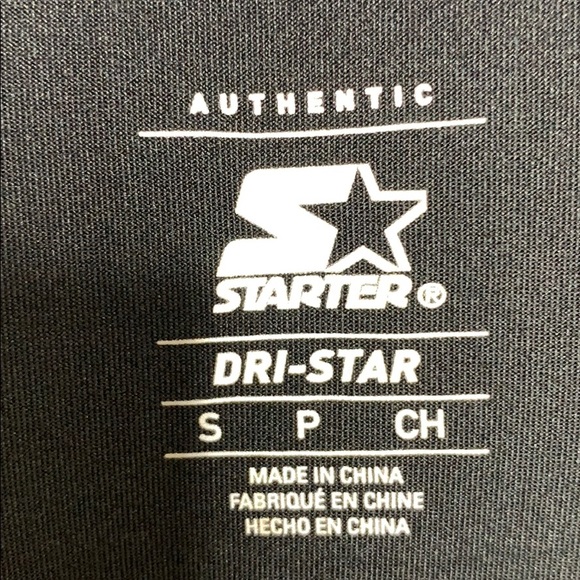 AUTHENTIC
STARTER®
DRI-STAR
S P CH
MADE IN CHINA
FABRIQUÉ EN CHINE
HECHO EN CHINA